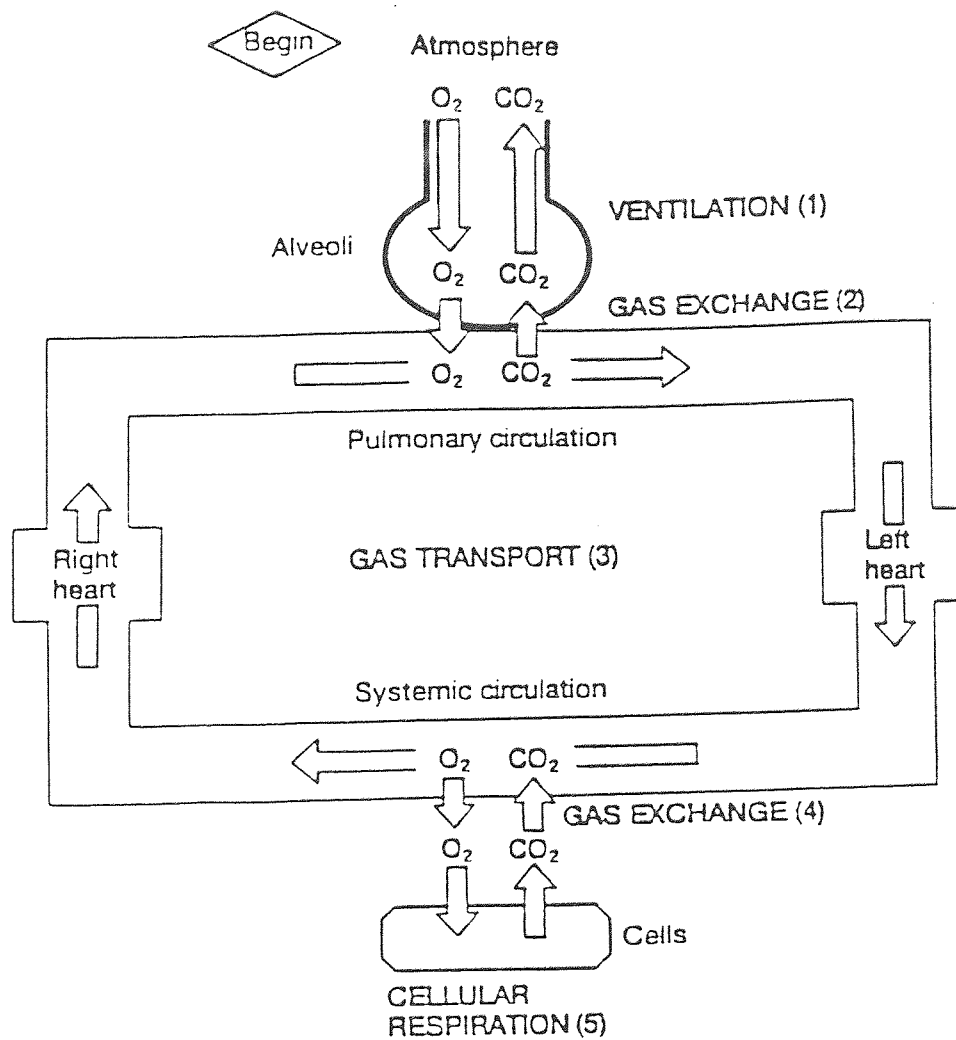 Begin
Atmosphere
O₂ CO₂
VENTILATION (1)
Alveoli
O₂ CO₂
GAS EXCHANGE (2)
O₂ CO₂
Pulmonary circulation
Right
heart
GAS TRANSPORT (3)
Left
heart
Systemic circulation
O₂ CO₂
GAS EXCHANGE (4)
O₂ CO₂
Cells
CELLULAR
RESPIRATION (5)